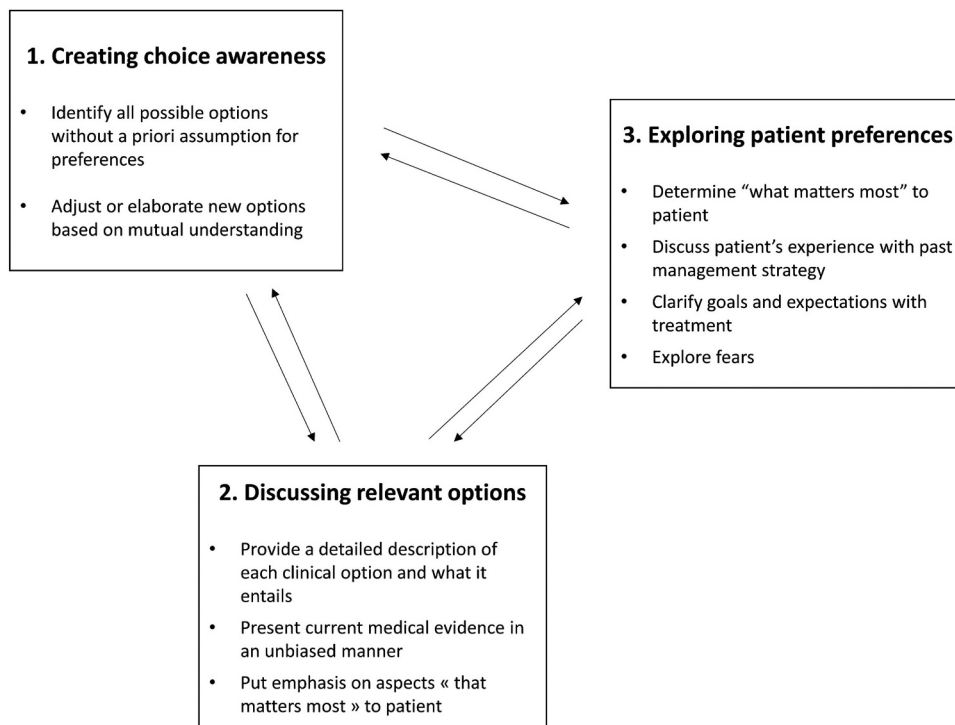 1. Creating choice awareness
• Identify all possible options
without a priori assumption for
preferences
• Adjust or elaborate new options
based on mutual understanding
2. Discussing relevant options
• Provide a detailed description of
each clinical option and what it
entails
• Present current medical evidence in
an unbiased manner
• Put emphasis on aspects « that
matters most » to patient
3. Exploring patient preferences
• Determine “what matters most” to
patient
• Discuss patient’s experience with past
management strategy
• Clarify goals and expectations with
treatment
• Explore fears